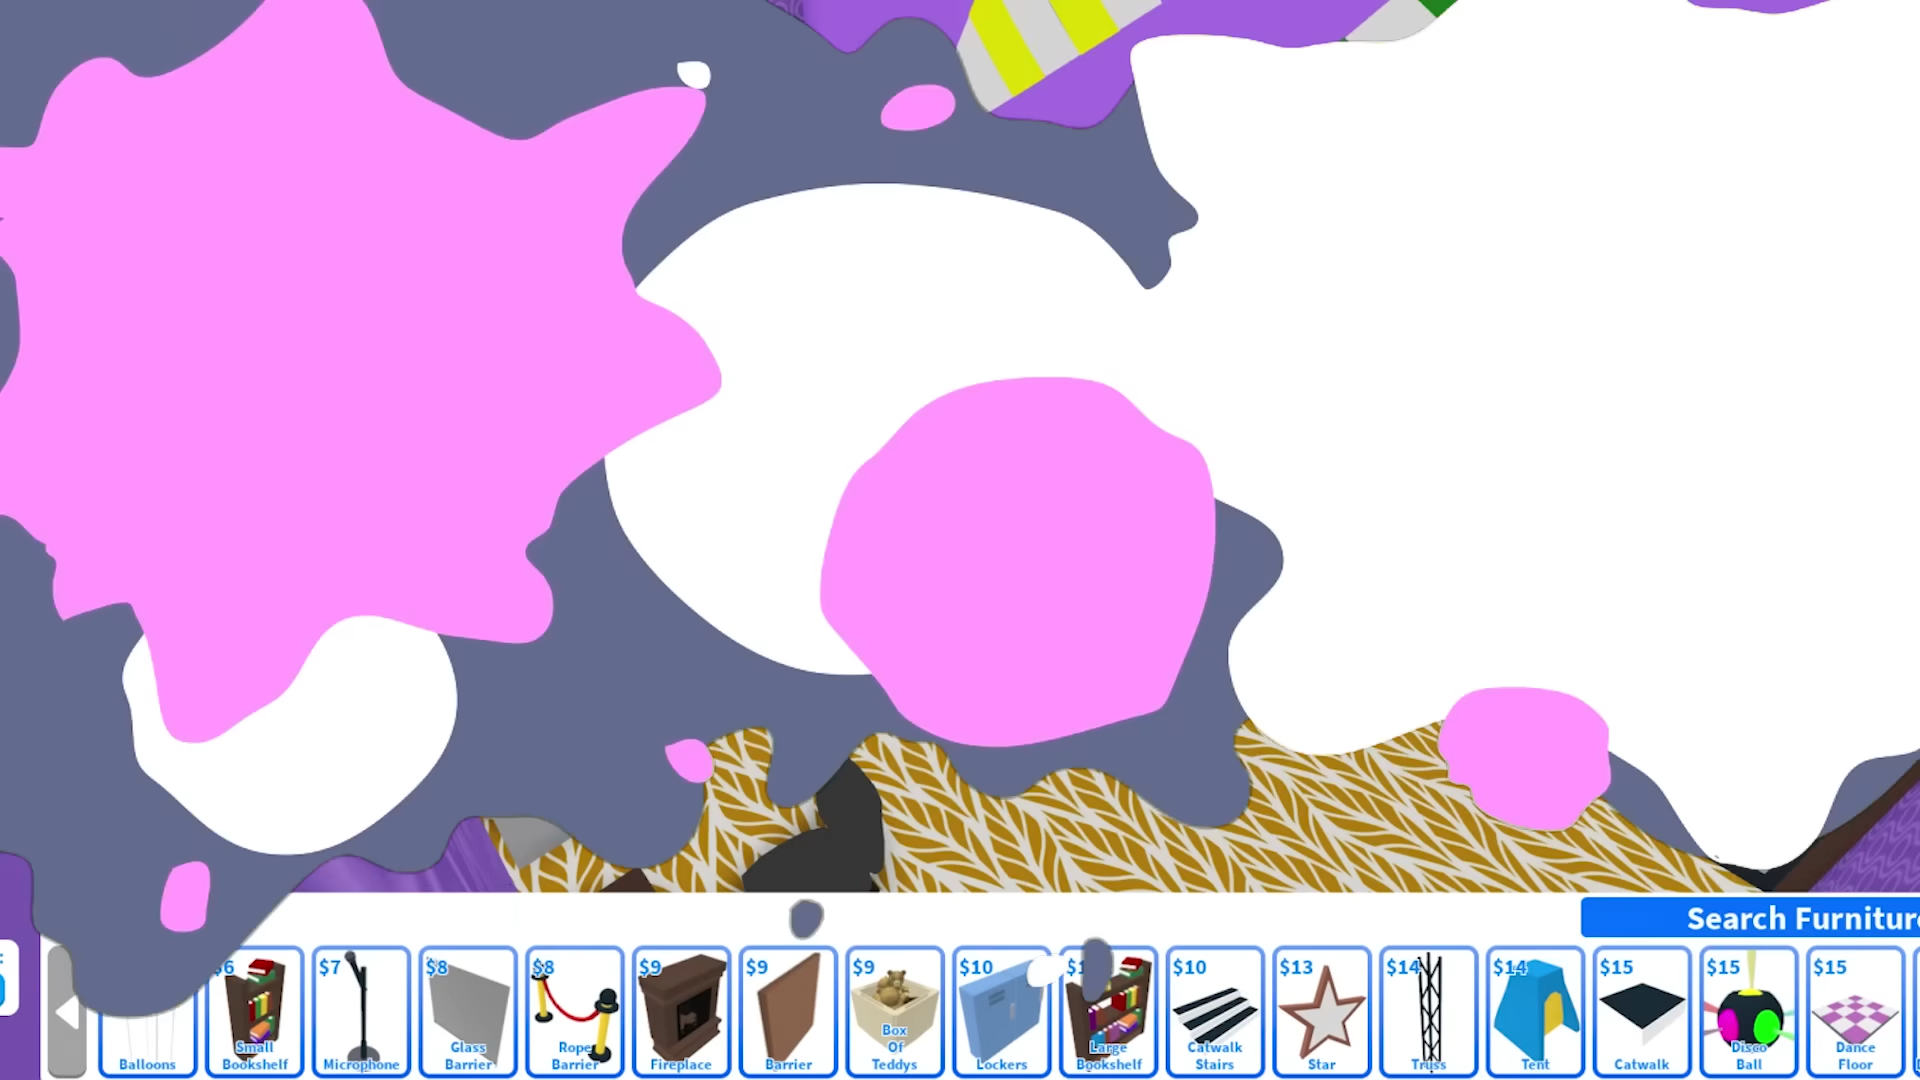 Search Furniture
$6
$7
$8
$8
$9
$9
$9
$10
$10
$13
$14
$14
$15
$15
$15
Balloons
Small
Bookshelf
Microphone
Glass
Barrier
Rope
Barrier
Fireplace
Barrier
Box
Of
Teddys
Lockers
Large
Bookshelf
Catwalk
Stairs
Star
Truss
Tent
Catwalk
Disco
Ball
Dance
Floor